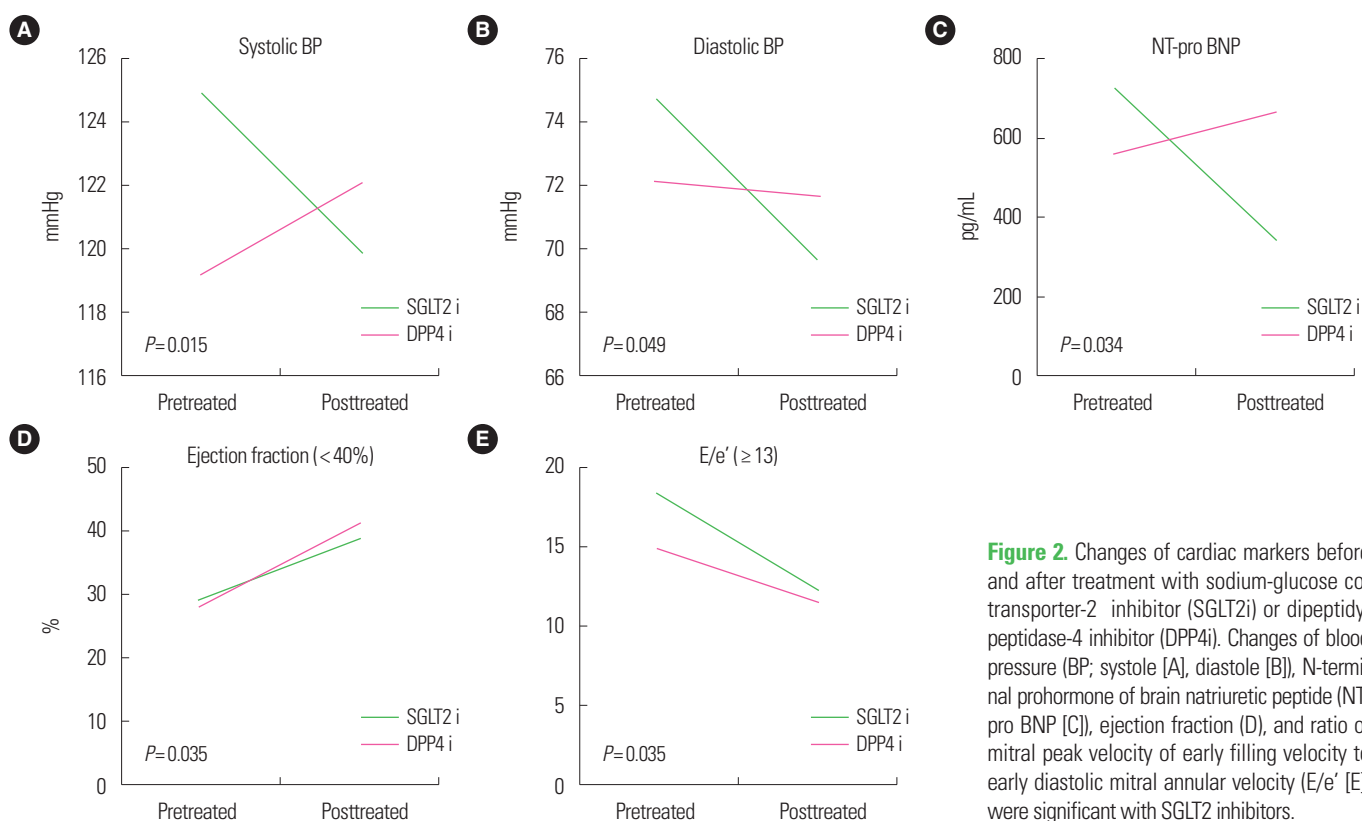 A
Systolic BP
126
124
122
120
118
116
mmHg
SGLT2 i
DPP4 i
P=0.015
Pretreated Posttreated
B
Diastolic BP
76
74
72
70
68
66
mmHg
SGLT2 i
DPP4 i
P=0.049
Pretreated Posttreated
C
NT-pro BNP
800
600
400
200
0
pg/mL
SGLT2 i
DPP4 i
P=0.034
Pretreated Posttreated
D
Ejection fraction (<40%)
50
40
30
20
10
0
%
SGLT2 i
DPP4 i
P=0.035
Pretreated Posttreated
E
E/e′ (≥13)
20
15
10
5
0
SGLT2 i
DPP4 i
P=0.035
Pretreated Posttreated
Figure 2. Changes of cardiac markers before
and after treatment with sodium-glucose co
transporter-2 inhibitor (SGLT2i) or dipeptidy
peptidase-4 inhibitor (DPP4i). Changes of blood
pressure (BP; systole [A], diastole [B]), N-termi
nal prohormone of brain natriuretic peptide (NT
pro BNP [C]), ejection fraction (D), and ratio o
mitral peak velocity of early filling velocity to
early diastolic mitral annular velocity (E/e′ [E]
were significant with SGLT2 inhibitors.